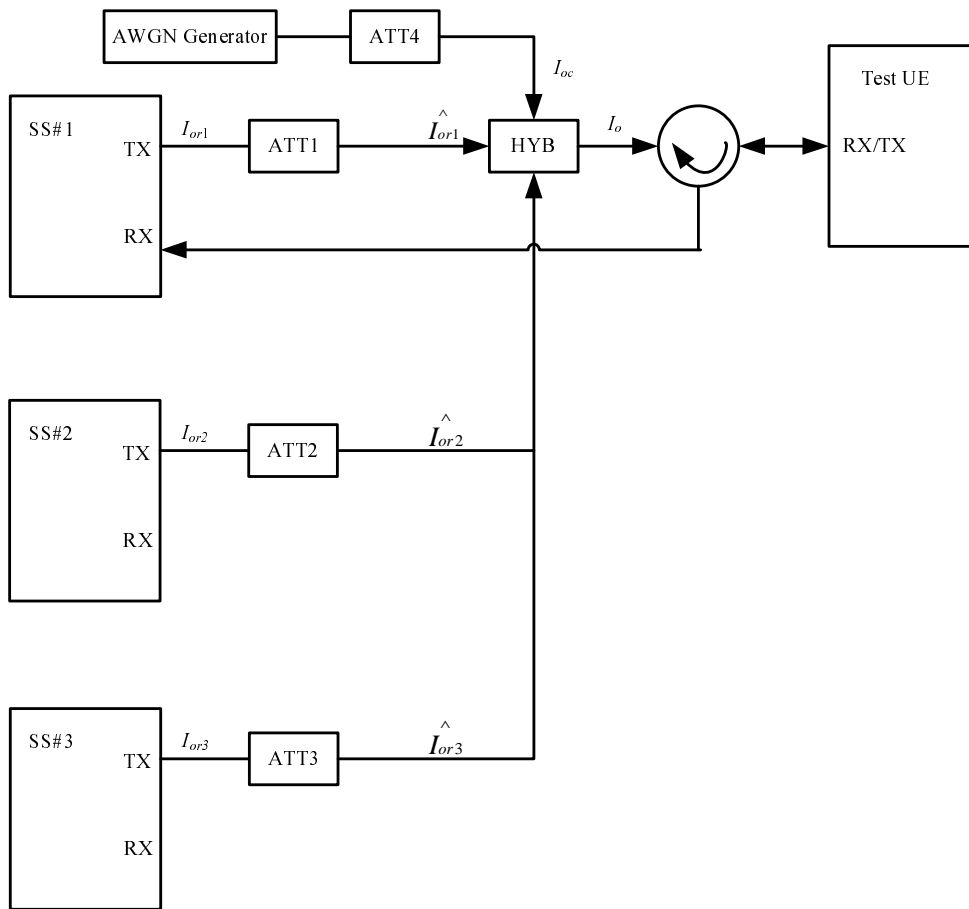 AWGN Generator
ATT4
I_oc
SS#1
TX
I_or1
ATT1
Î_or1
HYB
I_o
Test UE
RX/TX
RX
SS#2
TX
I_or2
ATT2
Î_or2
RX
SS#3
TX
I_or3
ATT3
Î_or3
RX